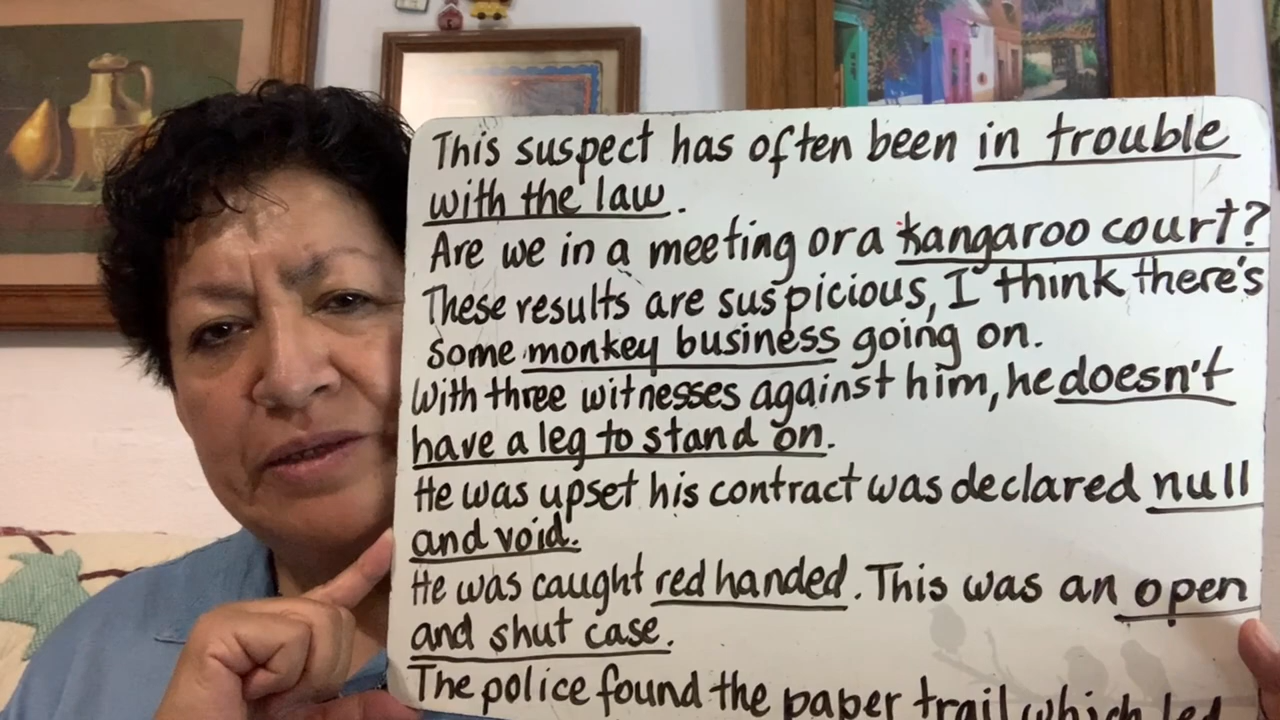 This suspect has often been in trouble
with the law.
Are we in a meeting or a kangaroo court?
These results are suspicious, I think there's
some monkey business going on.
With three witnesses against him, he doesn't
have a leg to stand on.
He was upset his contract was declared null
and void.
He was caught red handed. This was an open
and shut case.
The police found the paper trail which led